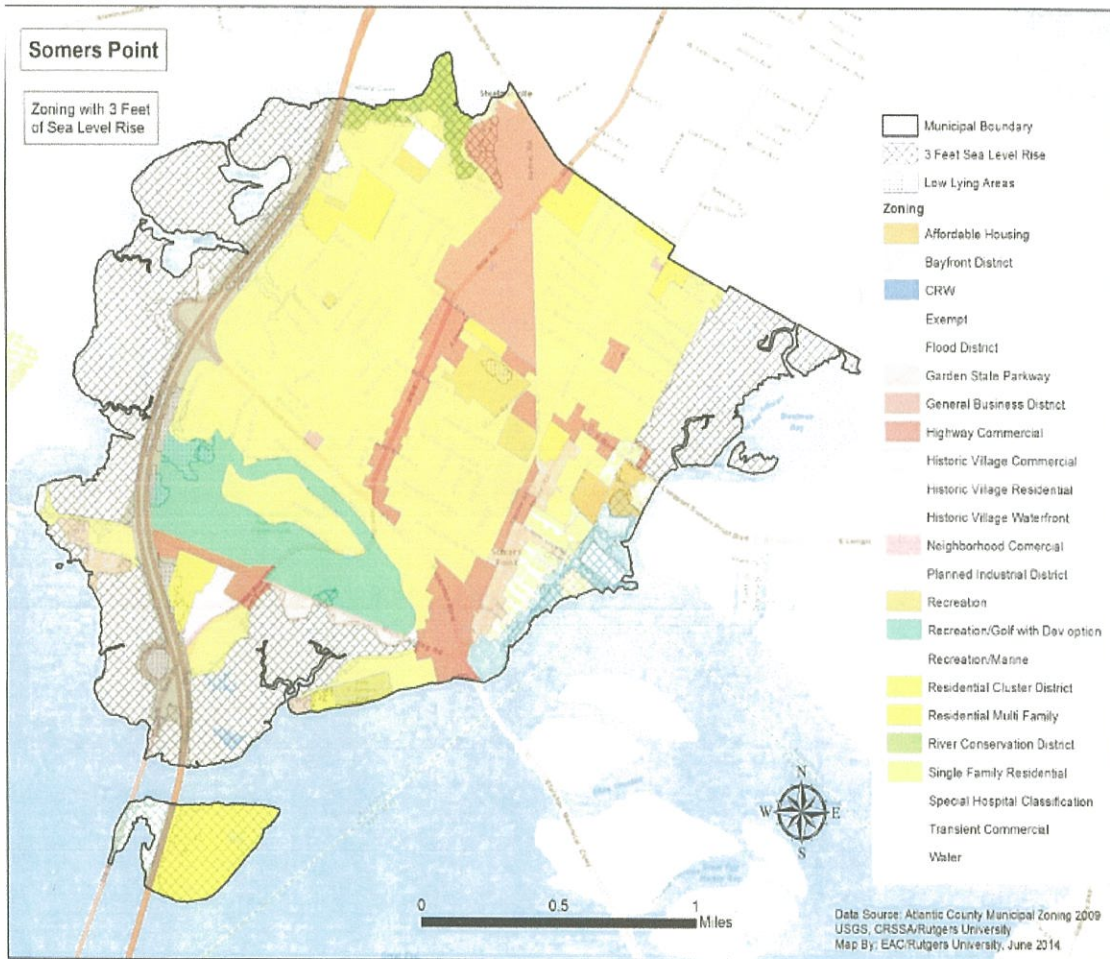 Somers Point
Zoning with 3 Feet
of Sea Level Rise
Municipal Boundary
3 Feet Sea Level Rise
Low Lying Areas
Zoning
Affordable Housing
Bayfront District
CRW
Exempt
Flood District
Garden State Parkway
General Business District
Highway Commercial
Historic Village Commercial
Historic Village Residential
Historic Village Waterfront
Neighborhood Comercial
Planned Industrial District
Recreation
Recreation/Golf with Dev option
Recreation/Marine
Residential Cluster District
Residential Multi Family
River Conservation District
Single Family Residential
Special Hospital Classification
Transient Commercial
Water
N
W
E
S
0
0.5
1
Miles
Data Source: Atlantic County Municipal Zoning 2009
USGS, CRSSA/Rutgers University
Map By: EAC/Rutgers University, June 2014